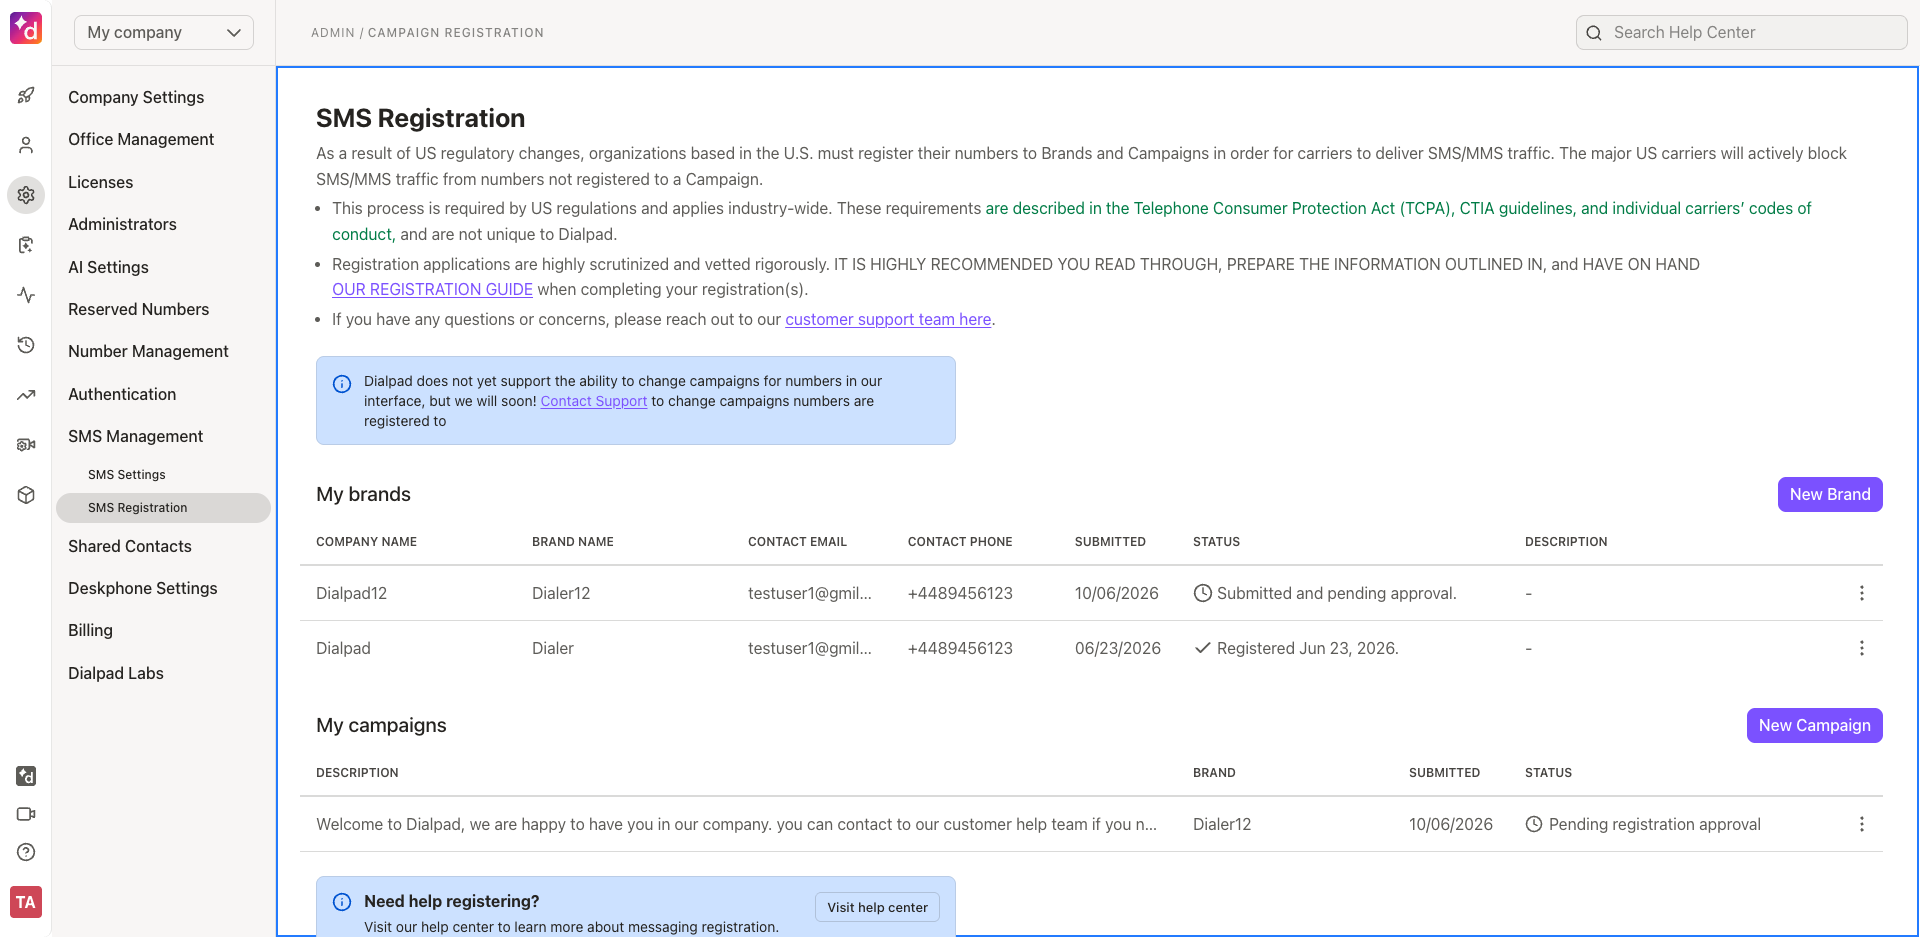 My company
ADMIN / CAMPAIGN REGISTRATION
Search Help Center
Company Settings
Office Management
Licenses
Administrators
AI Settings
Reserved Numbers
Number Management
Authentication
SMS Management
SMS Settings
SMS Registration
Shared Contacts
Deskphone Settings
Billing
Dialpad Labs
TA
SMS Registration
As a result of US regulatory changes, organizations based in the U.S. must register their numbers to Brands and Campaigns in order for carriers to deliver SMS/MMS traffic. The major US carriers will actively block
SMS/MMS traffic from numbers not registered to a Campaign.
• This process is required by US regulations and applies industry-wide. These requirements are described in the Telephone Consumer Protection Act (TCPA), CTIA guidelines, and individual carriers’ codes of
conduct, and are not unique to Dialpad.
• Registration applications are highly scrutinized and vetted rigorously. IT IS HIGHLY RECOMMENDED YOU READ THROUGH, PREPARE THE INFORMATION OUTLINED IN, and HAVE ON HAND
OUR REGISTRATION GUIDE when completing your registration(s).
• If you have any questions or concerns, please reach out to our customer support team here.
Dialpad does not yet support the ability to change campaigns for numbers in our
interface, but we will soon! Contact Support to change campaigns numbers are
registered to
My brands
New Brand
COMPANY NAME BRAND NAME CONTACT EMAIL CONTACT PHONE SUBMITTED STATUS DESCRIPTION
Dialpad12 Dialer12 testuser1@gmil... +4489456123 10/06/2026 Submitted and pending approval. -
Dialpad Dialer testuser1@gmil... +4489456123 06/23/2026 Registered Jun 23, 2026. -
My campaigns
New Campaign
DESCRIPTION BRAND SUBMITTED STATUS
Welcome to Dialpad, we are happy to have you in our company. you can contact to our customer help team if you n... Dialer12 10/06/2026 Pending registration approval
Need help registering?
Visit our help center to learn more about messaging registration.
Visit help center